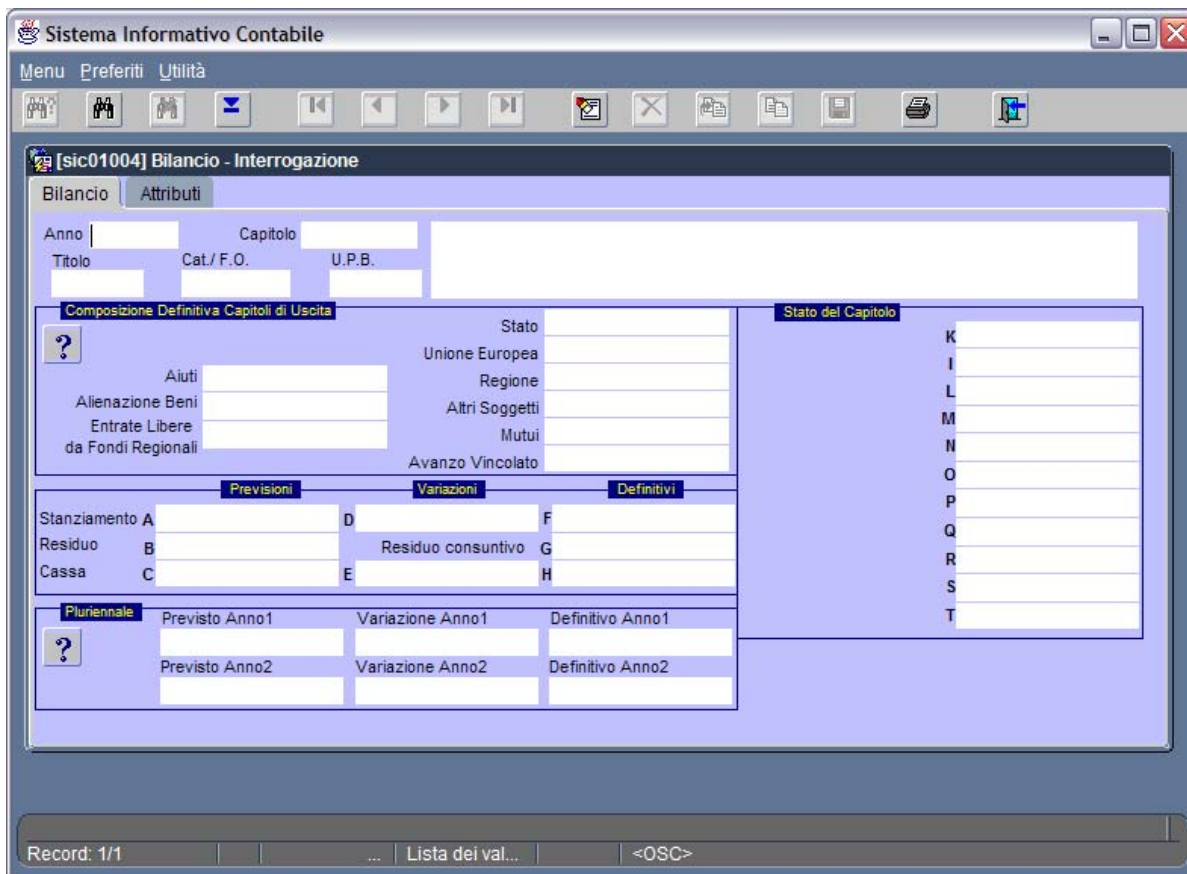 Sistema Informativo Contabile
Menu Preferiti Utilità
[sic01004] Bilancio - Interrogazione
Bilancio Attributi
Anno Capitolo
Titolo Cat./ F.O. U.P.B.
Composizione Definitiva Capitoli di Uscita
?
Aiuti
Alienazione Beni
Entrate Libere
da Fondi Regionali
Stato
Unione Europea
Regione
Altri Soggetti
Mutui
Avanzo Vincolato
Stato del Capitolo
K
I
L
M
N
O
P
Q
R
S
T
Previsioni Variazioni Definitivi
Stanziamento A D F
Residuo B Residuo consuntivo G
Cassa C E H
Pluriennale
?
Previsto Anno1 Variazione Anno1 Definitivo Anno1
Previsto Anno2 Variazione Anno2 Definitivo Anno2
Record: 1/1 ... Lista dei val... <OSC>